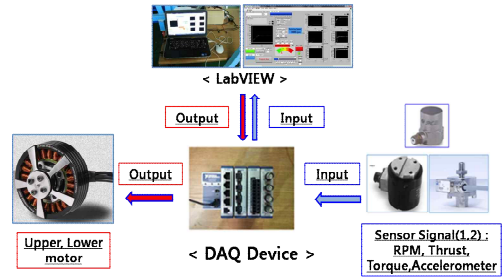 < LabVIEW >
Output
Input
Output
Input
Upper, Lower
motor
< DAQ Device >
Sensor Signal(1,2) :
RPM, Thrust,
Torque,Accelerometer